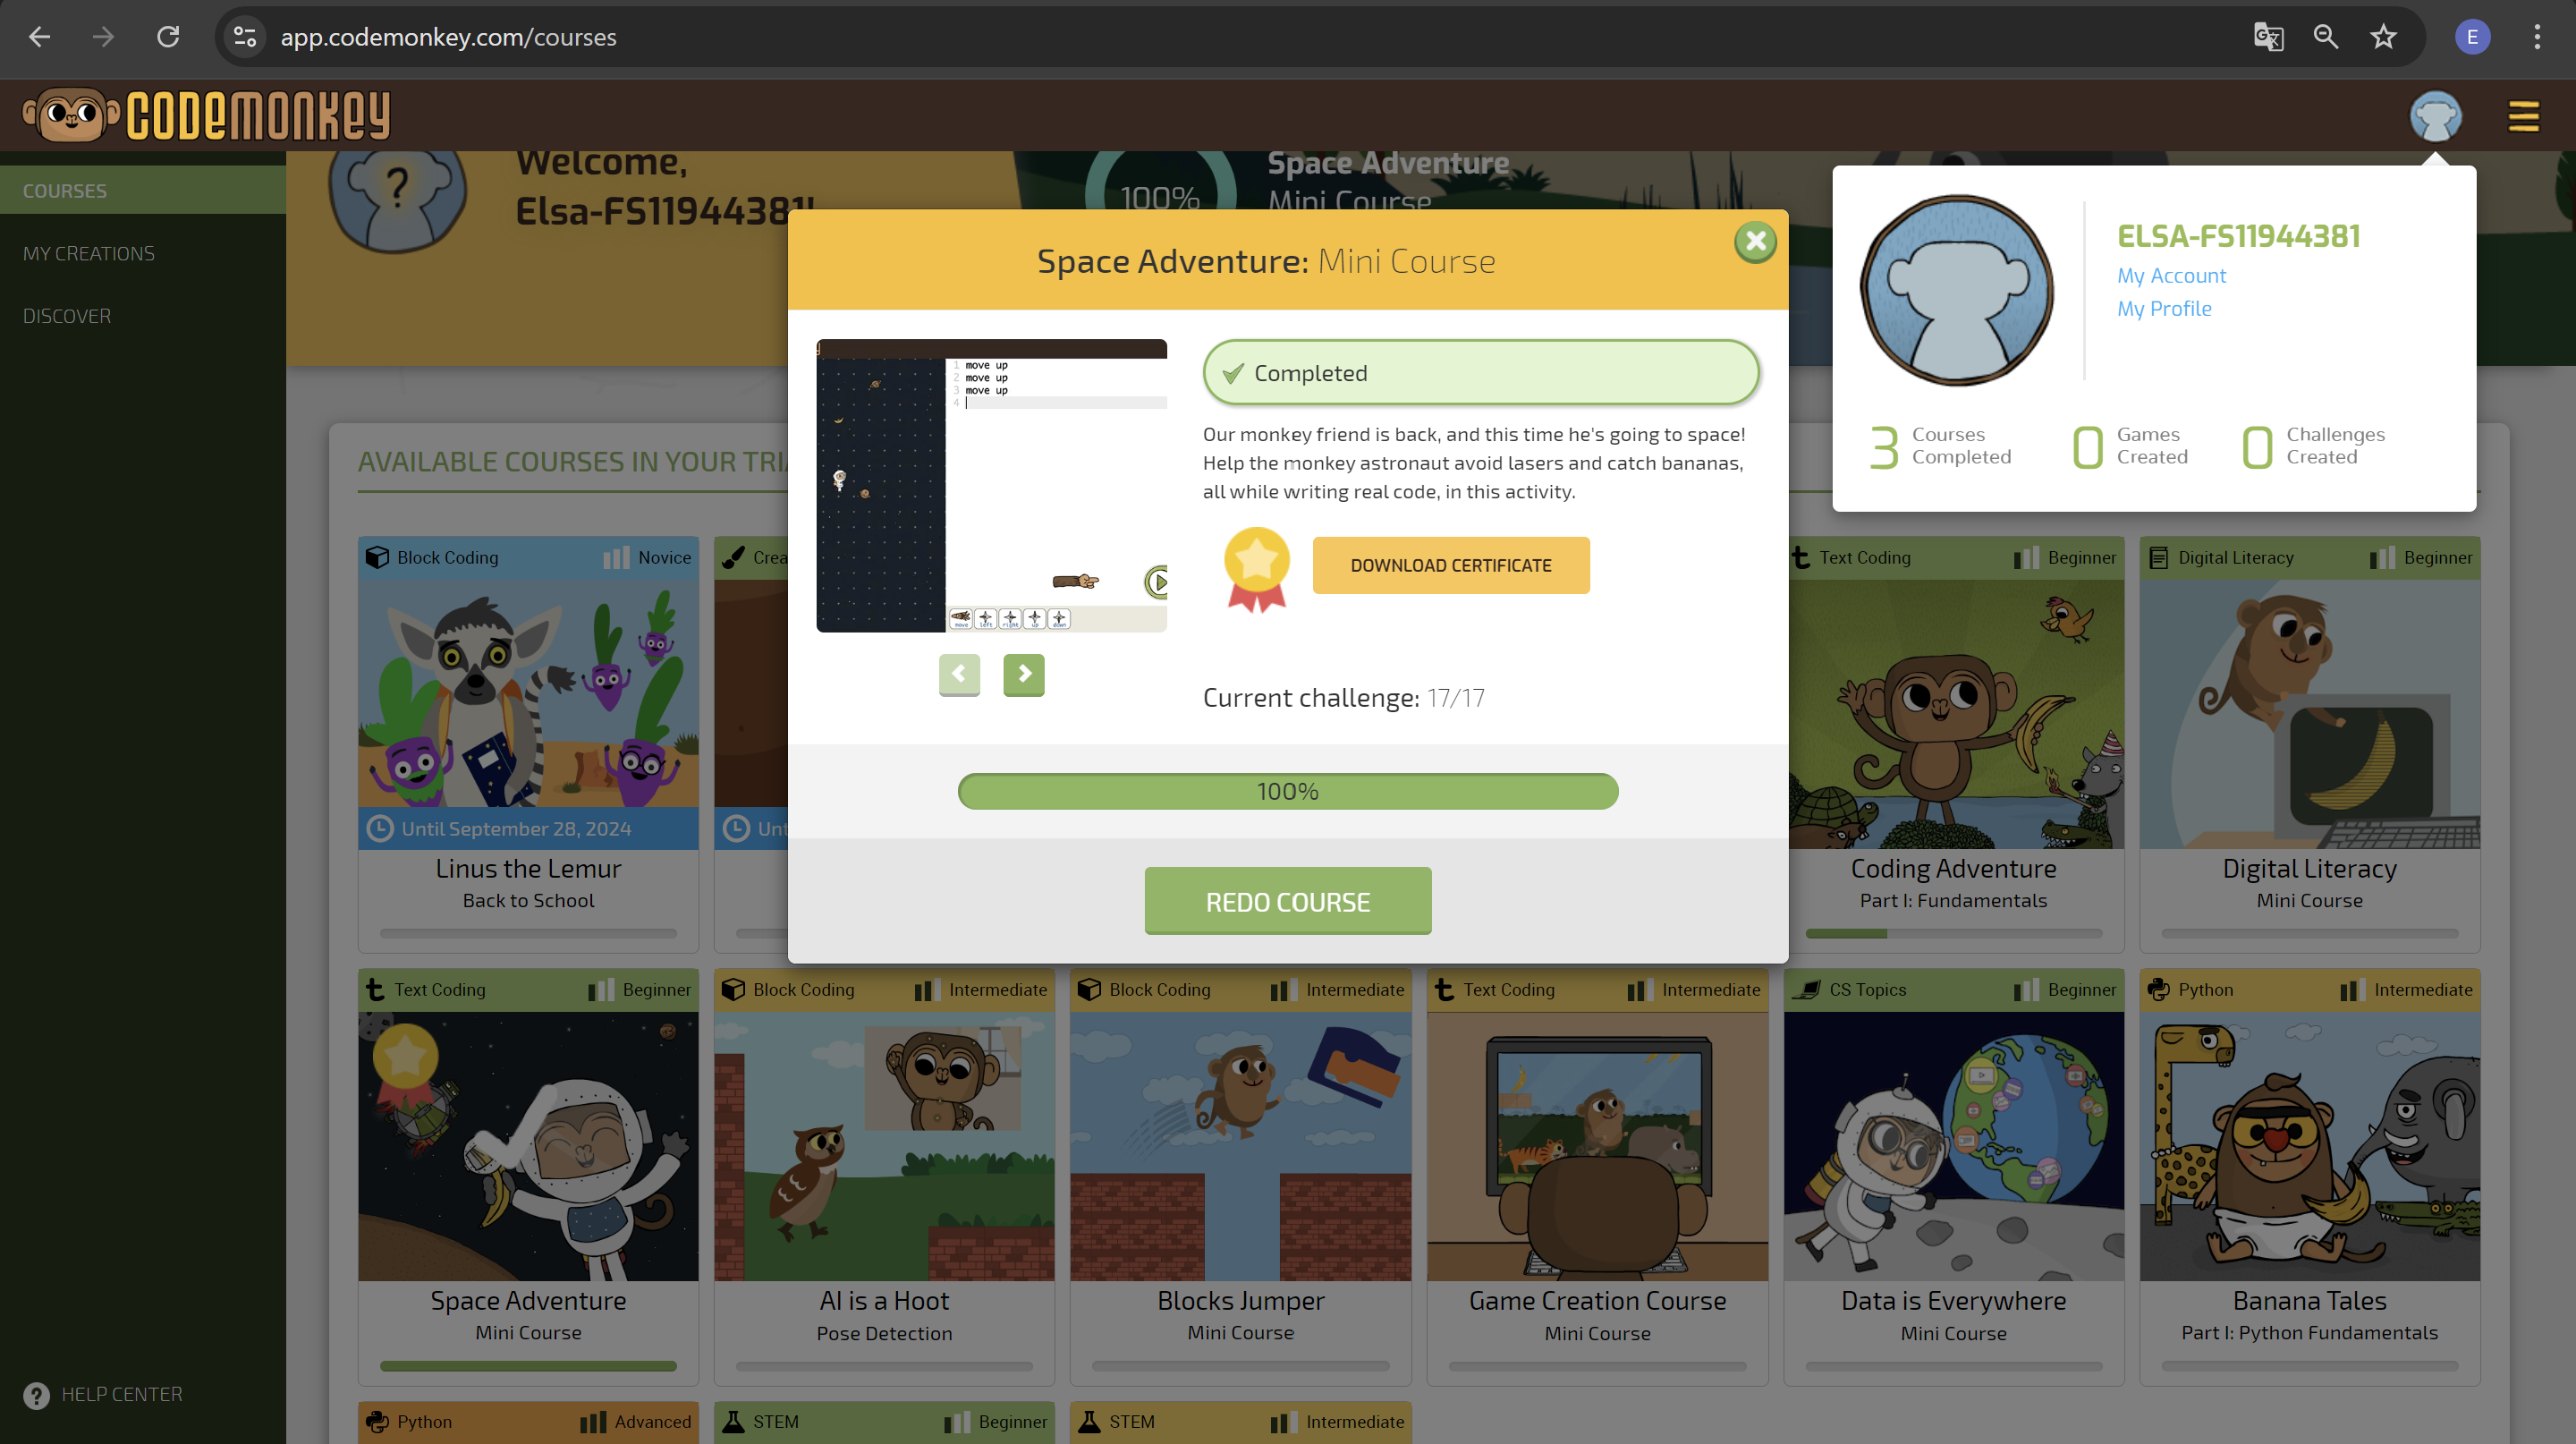 app.codemonkey.com/courses
E
CODEMONKEY
COURSES
MY CREATIONS
DISCOVER
HELP CENTER
?
Welcome,
Elsa-FS11944381!
100%
Space Adventure
Mini Course
ELSA-FS11944381
My Account
My Profile
3 Courses Completed
0 Games Created
0 Challenges Created
Space Adventure: Mini Course
1 move up
2 move up
3 move up
4
move left right up down
Completed
Our monkey friend is back, and this time he's going to space!
Help the monkey astronaut avoid lasers and catch bananas,
all while writing real code, in this activity.
DOWNLOAD CERTIFICATE
Current challenge: 17/17
100%
REDO COURSE
AVAILABLE COURSES IN YOUR TRI
Block Coding Novice
Until September 28, 2024
Linus the Lemur
Back to School
Crea
Unt
Text Coding Beginner
Coding Adventure
Part I: Fundamentals
Digital Literacy Beginner
Digital Literacy
Mini Course
Text Coding Beginner
Space Adventure
Mini Course
Block Coding Intermediate
AI is a Hoot
Pose Detection
Block Coding Intermediate
Blocks Jumper
Mini Course
Text Coding Intermediate
Game Creation Course
Mini Course
CS Topics Beginner
Data is Everywhere
Mini Course
Python Intermediate
Banana Tales
Part I: Python Fundamentals
Python Advanced
STEM Beginner
STEM Intermediate